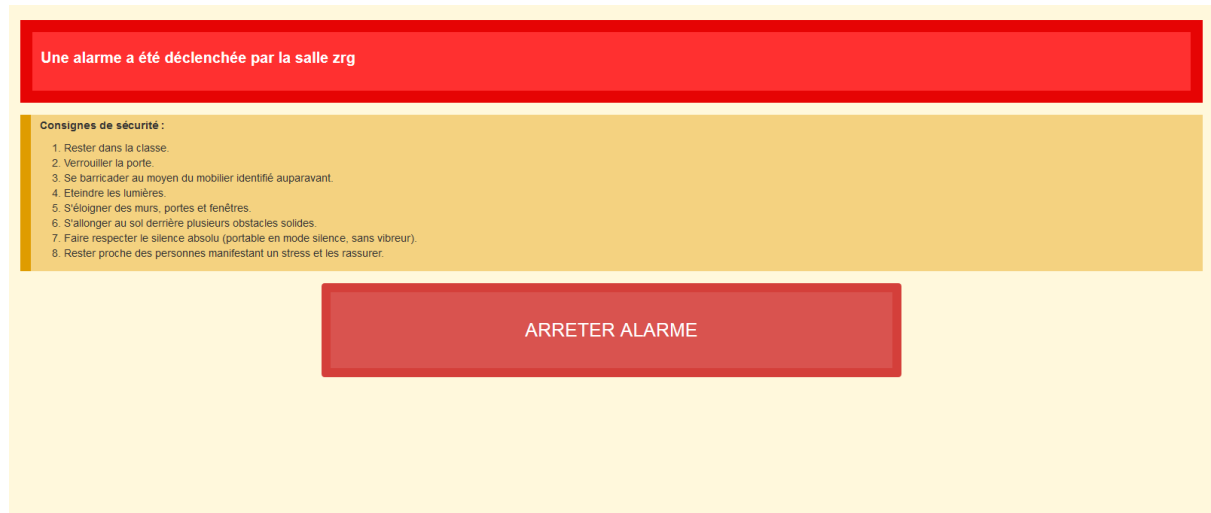 Une alarme a été déclenchée par la salle zrg
Consignes de sécurité :
1. Rester dans la classe.
2. Verrouiller la porte.
3. Se barricader au moyen du mobilier identifié auparavant.
4. Eteindre les lumières.
5. S'éloigner des murs, portes et fenêtres.
6. S'allonger au sol derrière plusieurs obstacles solides.
7. Faire respecter le silence absolu (portable en mode silence, sans vibreur).
8. Rester proche des personnes manifestant un stress et les rassurer.
ARRETER ALARME